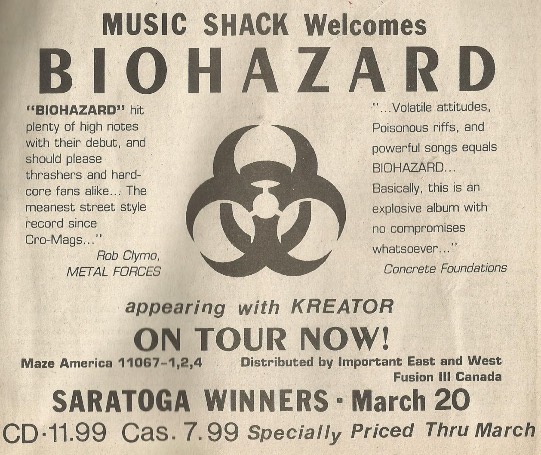 MUSIC SHACK Welcomes
BIOHAZARD
"BIOHAZARD" hit
plenty of high notes
with their debut, and
should please
thrashers and hard-
core fans alike... The
meanest street style
record since
Cro-Mags..."
Rob Clymo,
METAL FORCES
"...Volatile attitudes,
Poisonous riffs, and
powerful songs equals
BIOHAZARD...
Basically, this is an
explosive album with
no compromises
whatsoever..."
Concrete Foundations
appearing with KREATOR
ON TOUR NOW!
Maze America 11067-1,2,4 Distributed by Important East and West
Fusion III Canada
SARATOGA WINNERS · March 20
CD·11.99 Cas. 7.99 Specially Priced Thru March